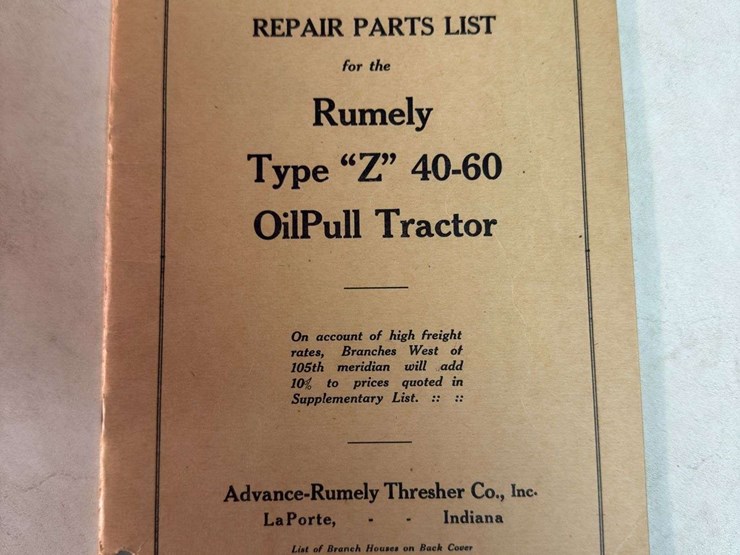 REPAIR PARTS LIST
for the
Rumely
Type “Z” 40-60
OilPull Tractor
On account of high freight
rates, Branches West of
105th meridian will add
10% to prices quoted in
Supplementary List. :: ::
Advance-Rumely Thresher Co., Inc.
LaPorte, - - Indiana
List of Branch Houses on Back Cover